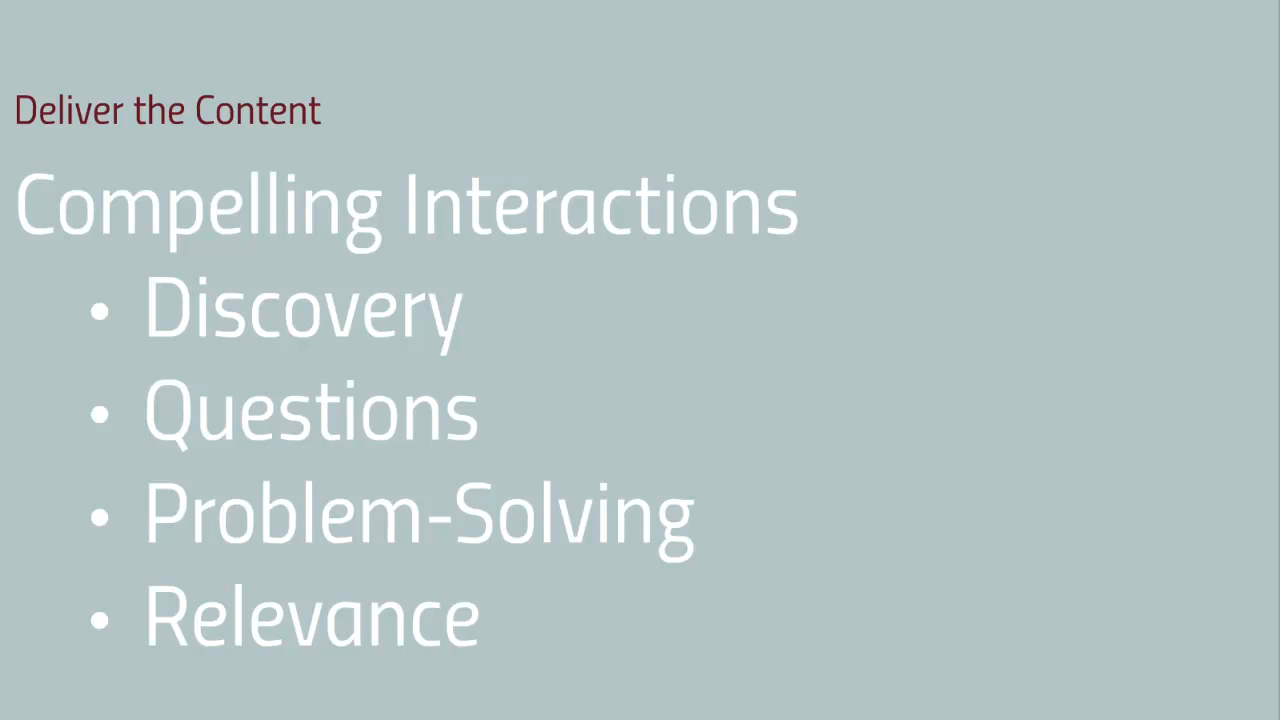 Deliver the Content
Compelling Interactions
• Discovery
• Questions
• Problem-Solving
• Relevance